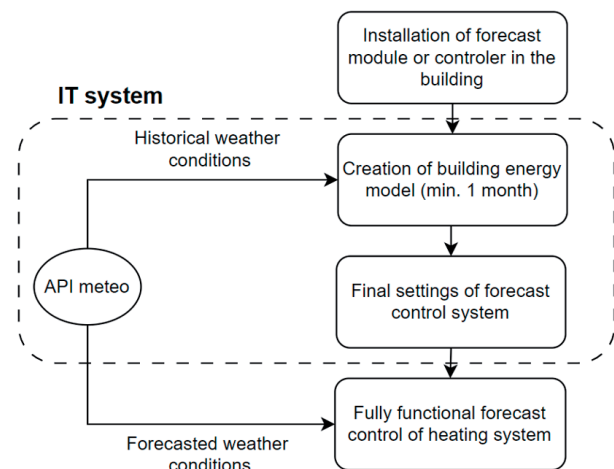 Installation of forecast
module or controler in the
building
IT system
Historical weather
conditions
Creation of building energy
model (min. 1 month)
API meteo
Final settings of forecast
control system
Fully functional forecast
control of heating system
Forecasted weather
conditions